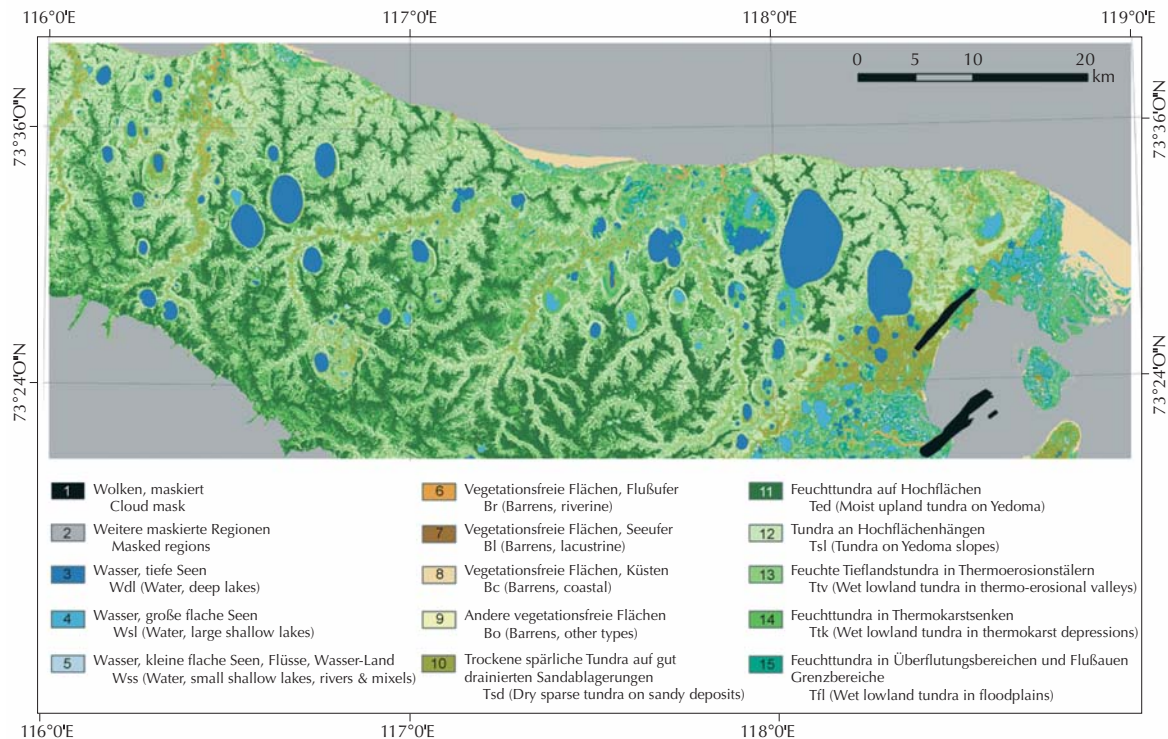 116°0'E 117°0'E 118°0'E 119°0'E
0 5 10 20
km
73°36'0"N 73°36'0"N
73°24'0"N 73°24'0"N
1 Wolken, maskiert
Cloud mask
2 Weitere maskierte Regionen
Masked regions
3 Wasser, tiefe Seen
Wdl (Water, deep lakes)
4 Wasser, große flache Seen
Wsl (Water, large shallow lakes)
5 Wasser, kleine flache Seen, Flüsse, Wasser-Land
Wss (Water, small shallow lakes, rivers & mixels)
6 Vegetationsfreie Flächen, Flußufer
Br (Barrens, riverine)
7 Vegetationsfreie Flächen, Seeufer
Bl (Barrens, lacustrine)
8 Vegetationsfreie Flächen, Küsten
Bc (Barrens, coastal)
9 Andere vegetationsfreie Flächen
Bo (Barrens, other types)
10 Trockene spärliche Tundra auf gut
drainierten Sandablagerungen
Tsd (Dry sparse tundra on sandy deposits)
11 Feuchttundra auf Hochflächen
Ted (Moist upland tundra on Yedoma)
12 Tundra an Hochflächenhängen
Tsl (Tundra on Yedoma slopes)
13 Feuchte Tieflandstundra in Thermoerosionstälern
Ttv (Wet lowland tundra in thermo-erosional valleys)
14 Feuchttundra in Thermokarstsenken
Ttk (Wet lowland tundra in thermokarst depressions)
15 Feuchttundra in Überflutungsbereichen und Flußauen
Grenzbereiche
Tfl (Wet lowland tundra in floodplains)
116°0'E 117°0'E 118°0'E